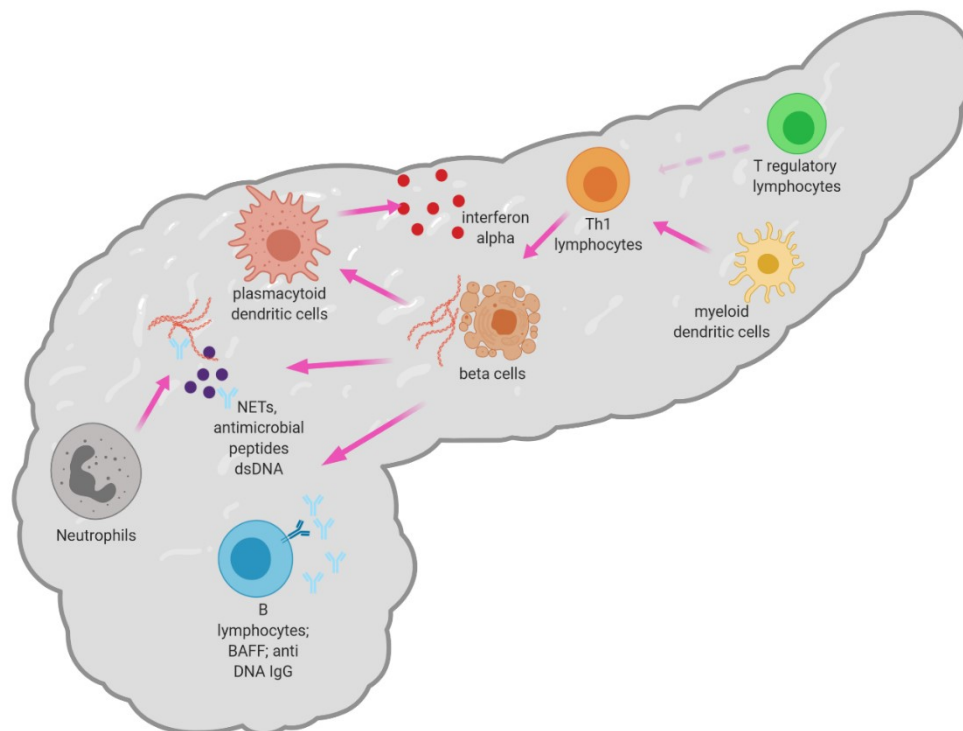 T regulatory
lymphocytes
interferon
alpha
Th1
lymphocytes
plasmacytoid
dendritic cells
myeloid
dendritic cells
beta cells
NETs,
antimicrobial
peptides
dsDNA
Neutrophils
B
lymphocytes;
BAFF; anti
DNA IgG